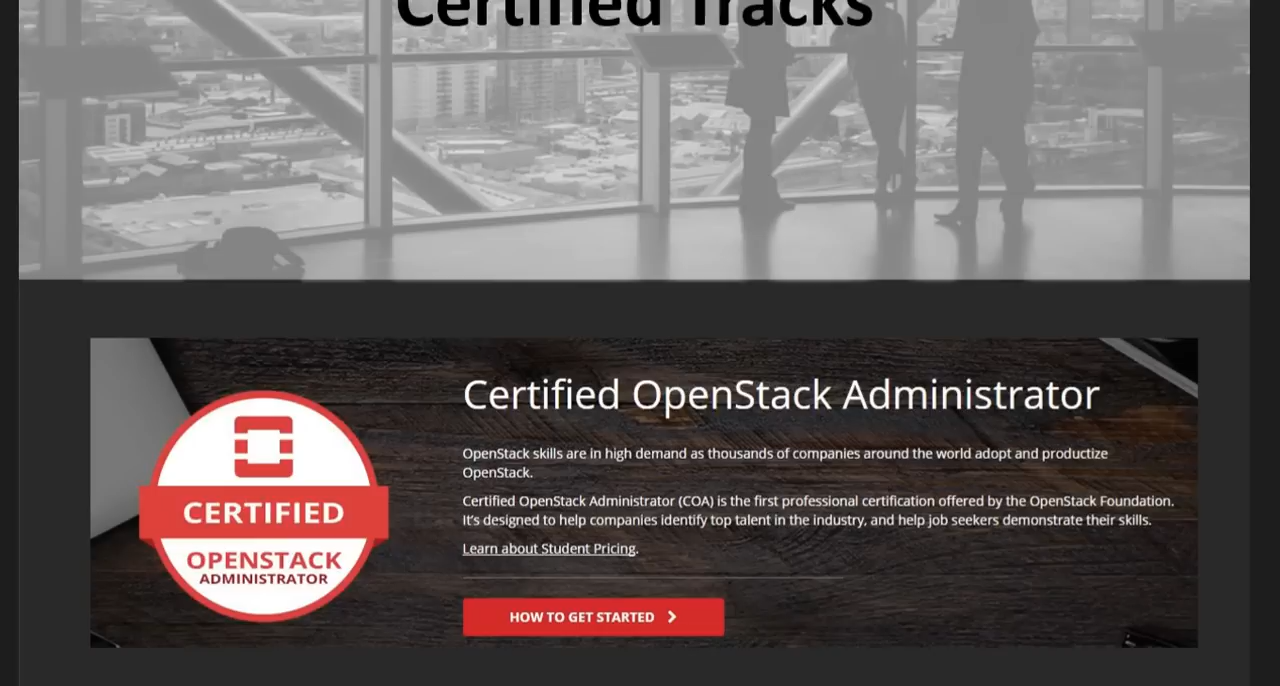 Certified Tracks
Certified OpenStack Administrator
OpenStack skills are in high demand as thousands of companies around the world adopt and productize
OpenStack.
Certified OpenStack Administrator (COA) is the first professional certification offered by the OpenStack Foundation.
It's designed to help companies identify top talent in the industry, and help job seekers demonstrate their skills.
Learn about Student Pricing.
HOW TO GET STARTED
CERTIFIED
OPENSTACK
ADMINISTRATOR